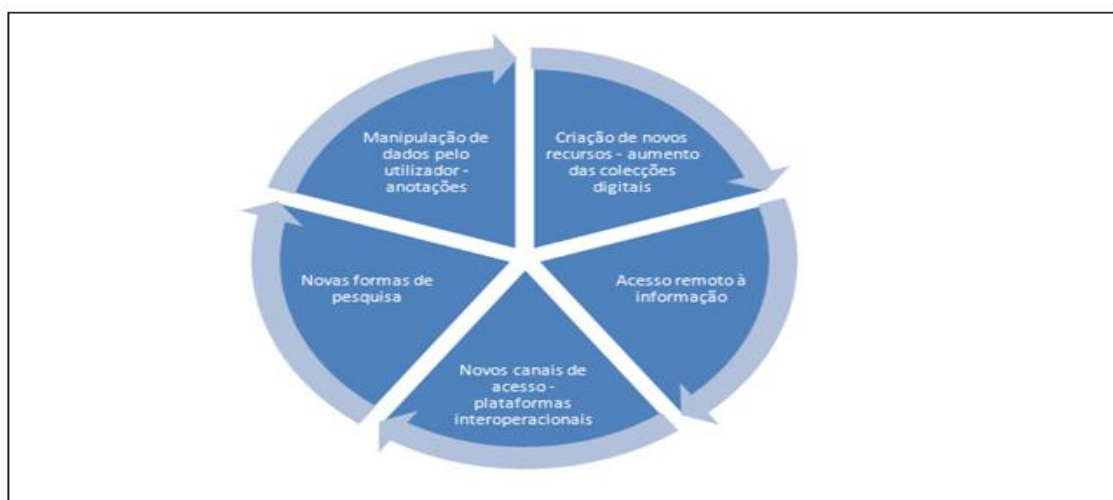 Manipulação de
dados pelo
utilizador -
anotações
Criação de novos
recursos - aumento
das colecções
digitais
Novas formas de
pesquisa
Acesso remoto à
informação
Novos canais de
acesso -
plataformas
interoperacionais